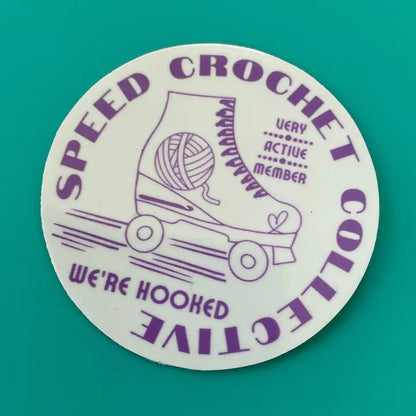 SPEED CROCHET COLLECTIVE
VERY
ACTIVE
MEMBER
WE'RE HOOKED